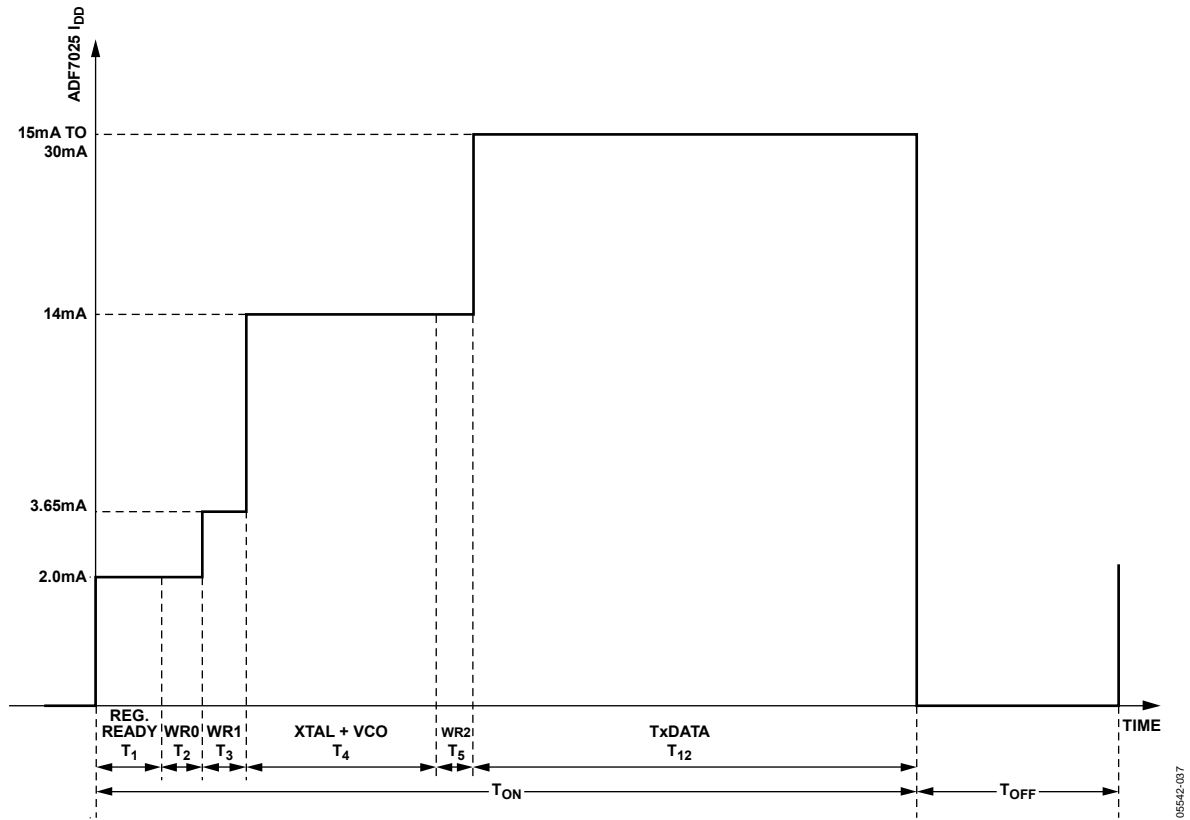 ADF7025 IDD
15mA TO
30mA
14mA
3.65mA
2.0mA
REG.
READY
T1
WR0
T2
WR1
T3
XTAL + VCO
T4
WR2
T5
TxDATA
T12
TIME
TON
TOFF
05542-037